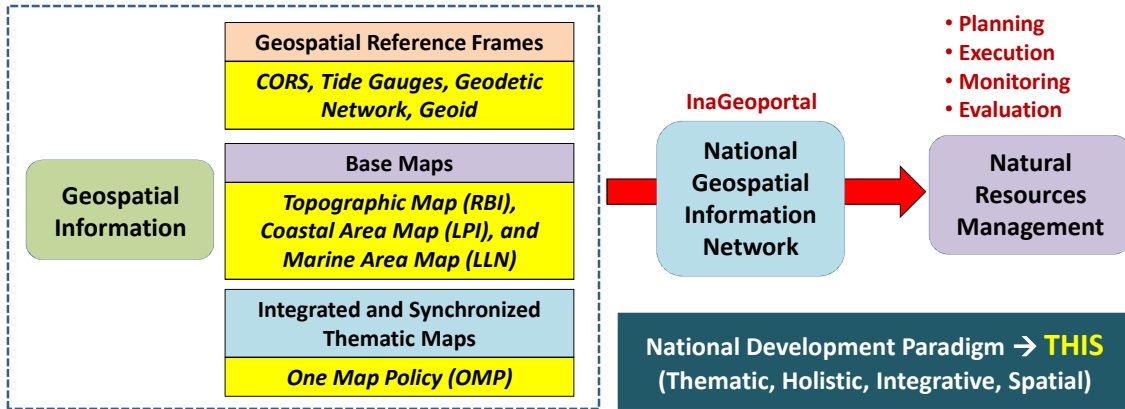 Geospatial
Information
Geospatial Reference Frames
CORS, Tide Gauges, Geodetic
Network, Geoid
Base Maps
Topographic Map (RBI),
Coastal Area Map (LPI), and
Marine Area Map (LLN)
Integrated and Synchronized
Thematic Maps
One Map Policy (OMP)
InaGeoportal
National
Geospatial
Information
Network
• Planning
• Execution
• Monitoring
• Evaluation
Natural
Resources
Management
National Development Paradigm → THIS
(Thematic, Holistic, Integrative, Spatial)